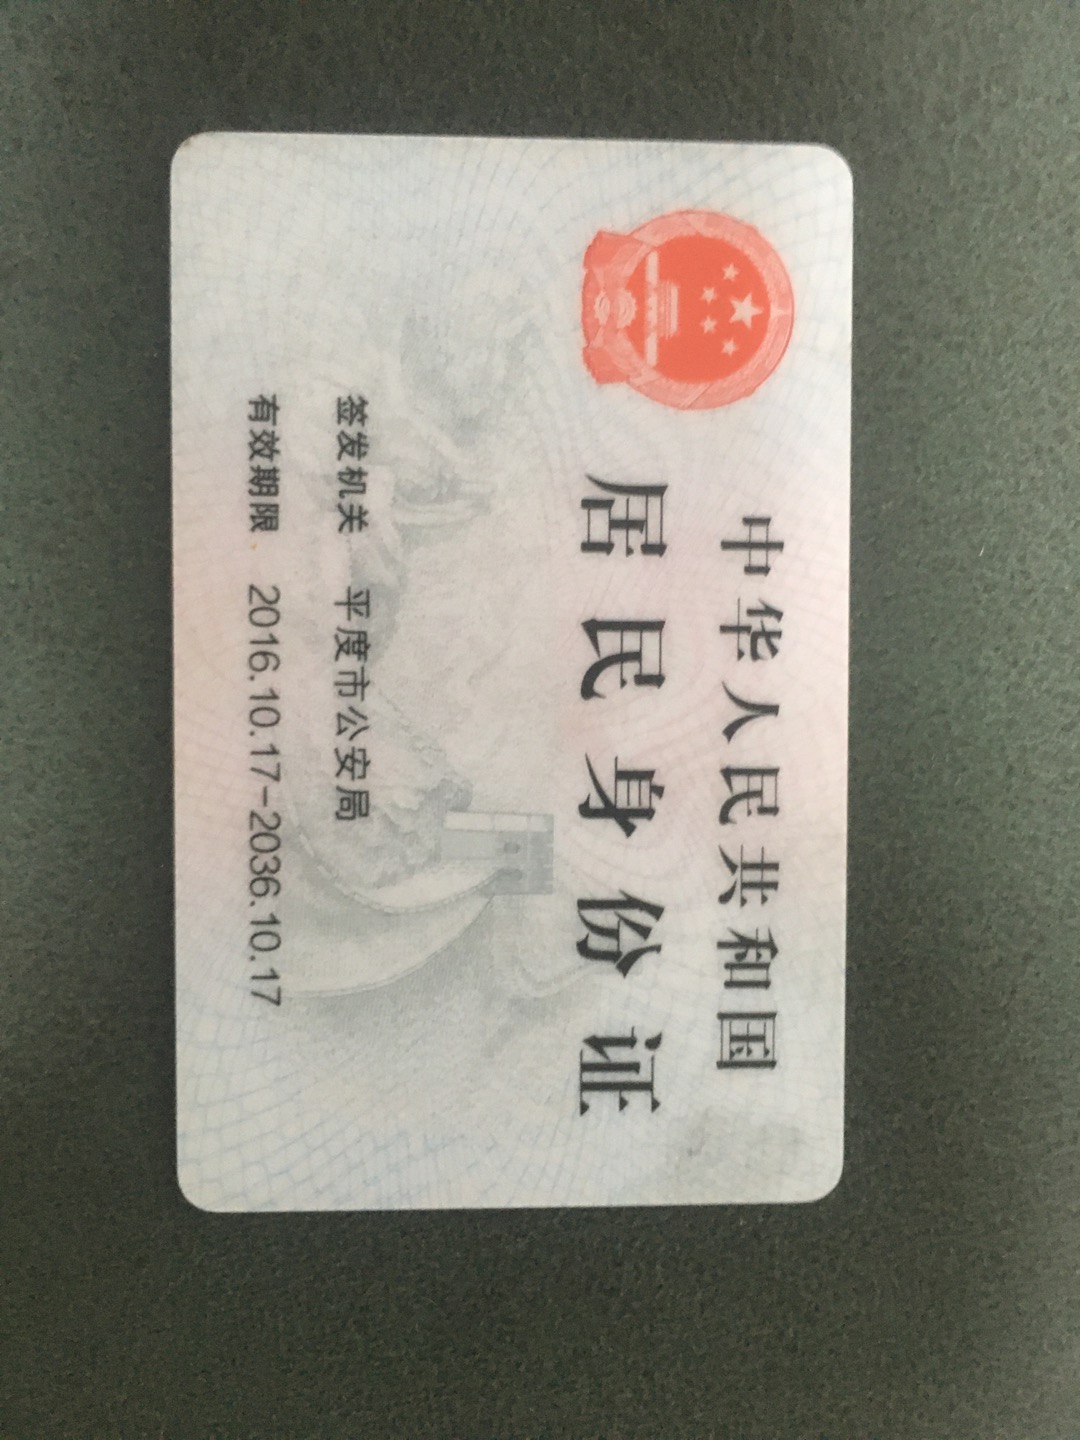 中华人民共和国
居民身份证
签发机关 平度市公安局
有效期限 2016.10.17-2036.10.17